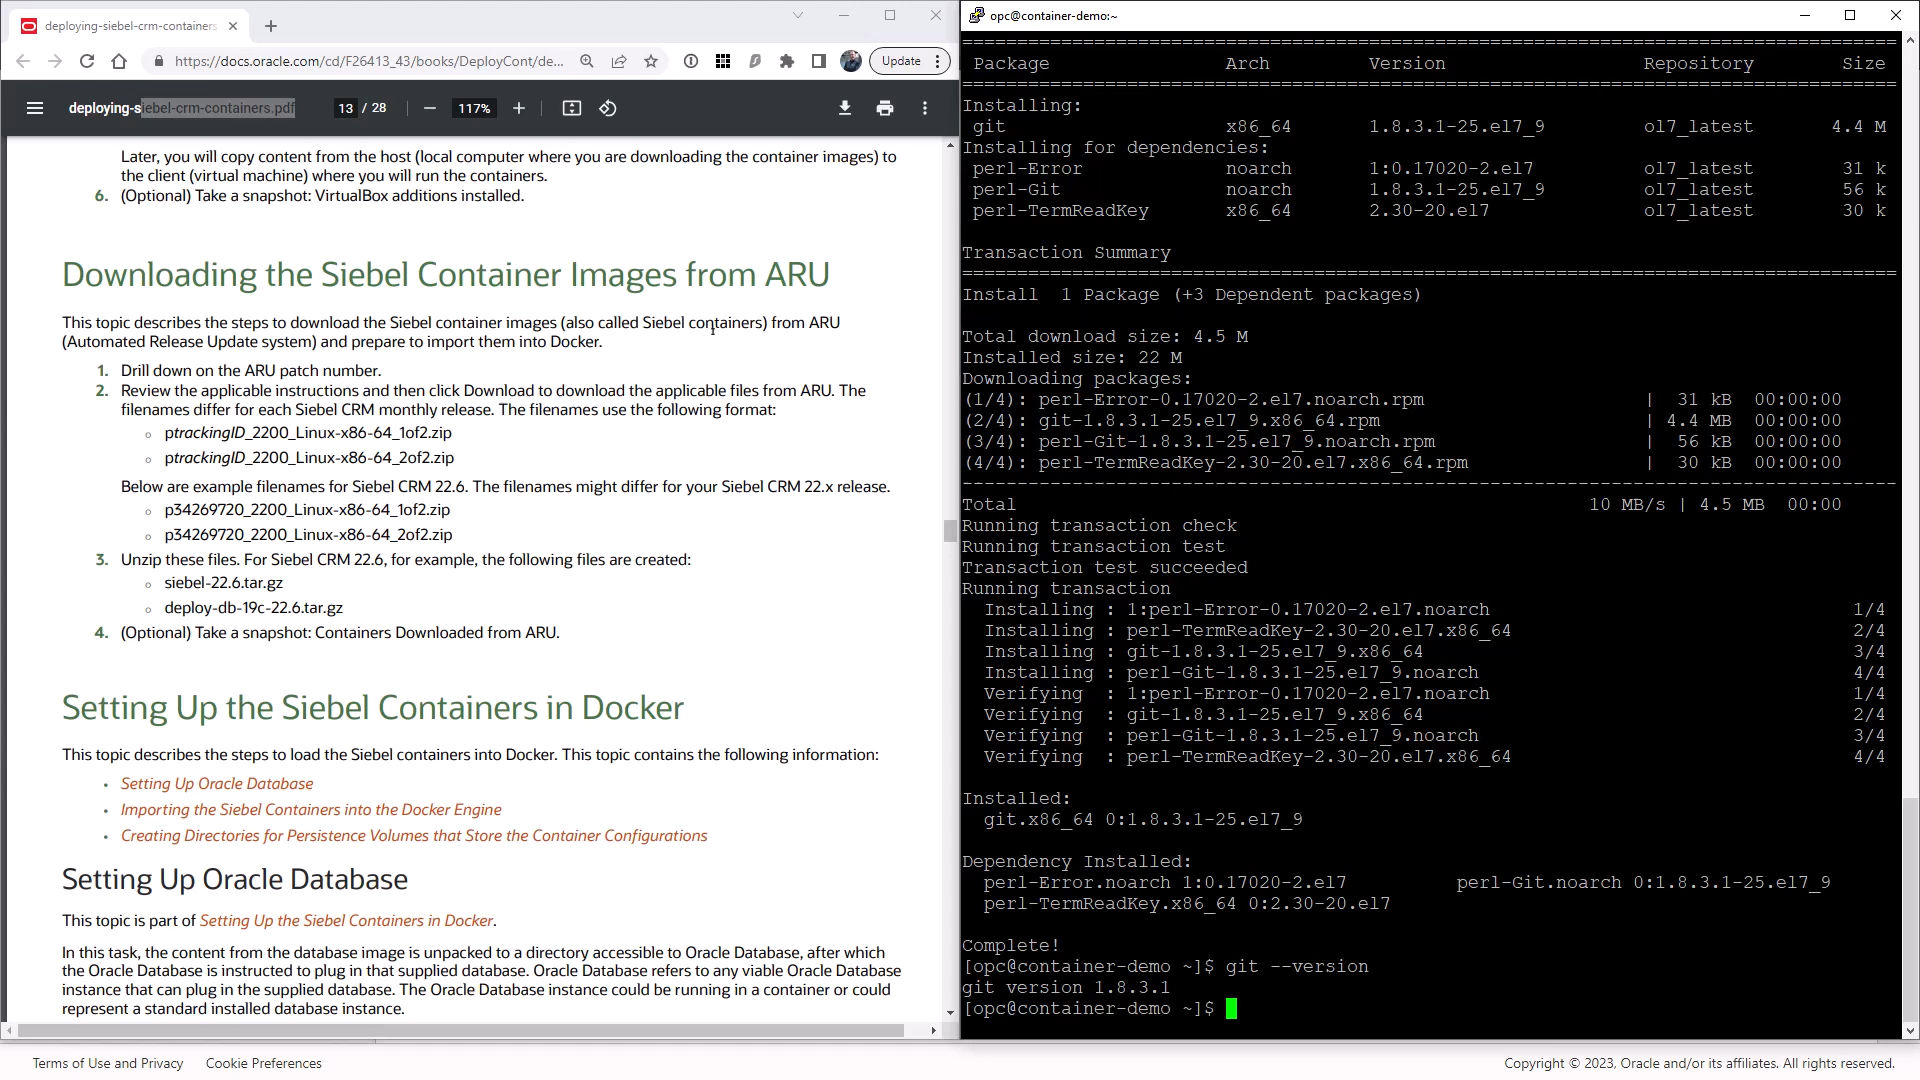 deploying-siebel-crm-containers
https://docs.oracle.com/cd/F26413_43/books/DeployCont/de...
Update
deploying-siebel-crm-containers.pdf
13 / 28
117%
Later, you will copy content from the host (local computer where you are downloading the container images) to
the client (virtual machine) where you will run the containers.
6. (Optional) Take a snapshot: VirtualBox additions installed.
Downloading the Siebel Container Images from ARU
This topic describes the steps to download the Siebel container images (also called Siebel containers) from ARU
(Automated Release Update system) and prepare to import them into Docker.
1. Drill down on the ARU patch number.
2. Review the applicable instructions and then click Download to download the applicable files from ARU. The
filenames differ for each Siebel CRM monthly release. The filenames use the following format:
ptrackingID_2200_Linux-x86-64_1of2.zip
ptrackingID_2200_Linux-x86-64_2of2.zip
Below are example filenames for Siebel CRM 22.6. The filenames might differ for your Siebel CRM 22.x release.
p34269720_2200_Linux-x86-64_1of2.zip
p34269720_2200_Linux-x86-64_2of2.zip
3. Unzip these files. For Siebel CRM 22.6, for example, the following files are created:
siebel-22.6.tar.gz
deploy-db-19c-22.6.tar.gz
4. (Optional) Take a snapshot: Containers Downloaded from ARU.
Setting Up the Siebel Containers in Docker
This topic describes the steps to load the Siebel containers into Docker. This topic contains the following information:
• Setting Up Oracle Database
• Importing the Siebel Containers into the Docker Engine
• Creating Directories for Persistence Volumes that Store the Container Configurations
Setting Up Oracle Database
This topic is part of Setting Up the Siebel Containers in Docker.
In this task, the content from the database image is unpacked to a directory accessible to Oracle Database, after which
the Oracle Database is instructed to plug in that supplied database. Oracle Database refers to any viable Oracle Database
instance that can plug in the supplied database. The Oracle Database instance could be running in a container or could
represent a standard installed database instance.
opc@container-demo:~
Package Arch Version Repository Size
Installing:
git x86_64 1.8.3.1-25.el7_9 ol7_latest 4.4 M
Installing for dependencies:
perl-Error noarch 1:0.17020-2.el7 ol7_latest 31 k
perl-Git noarch 1.8.3.1-25.el7_9 ol7_latest 56 k
perl-TermReadKey x86_64 2.30-20.el7 ol7_latest 30 k
Transaction Summary
Install 1 Package (+3 Dependent packages)
Total download size: 4.5 M
Installed size: 22 M
Downloading packages:
(1/4): perl-Error-0.17020-2.el7.noarch.rpm | 31 kB 00:00:00
(2/4): git-1.8.3.1-25.el7_9.x86_64.rpm | 4.4 MB 00:00:00
(3/4): perl-Git-1.8.3.1-25.el7_9.noarch.rpm | 56 kB 00:00:00
(4/4): perl-TermReadKey-2.30-20.el7.x86_64.rpm | 30 kB 00:00:00
Total 10 MB/s | 4.5 MB 00:00
Running transaction check
Running transaction test
Transaction test succeeded
Running transaction
Installing : 1:perl-Error-0.17020-2.el7.noarch 1/4
Installing : perl-TermReadKey-2.30-20.el7.x86_64 2/4
Installing : git-1.8.3.1-25.el7_9.x86_64 3/4
Installing : perl-Git-1.8.3.1-25.el7_9.noarch 4/4
Verifying : 1:perl-Error-0.17020-2.el7.noarch 1/4
Verifying : git-1.8.3.1-25.el7_9.x86_64 2/4
Verifying : perl-Git-1.8.3.1-25.el7_9.noarch 3/4
Verifying : perl-TermReadKey-2.30-20.el7.x86_64 4/4
Installed:
git.x86_64 0:1.8.3.1-25.el7_9
Dependency Installed:
perl-Error.noarch 1:0.17020-2.el7 perl-Git.noarch 0:1.8.3.1-25.el7_9
perl-TermReadKey.x86_64 0:2.30-20.el7
Complete!
[opc@container-demo ~]$ git --version
git version 1.8.3.1
[opc@container-demo ~]$
Terms of Use and Privacy Cookie Preferences
Copyright © 2023, Oracle and/or its affiliates. All rights reserved.